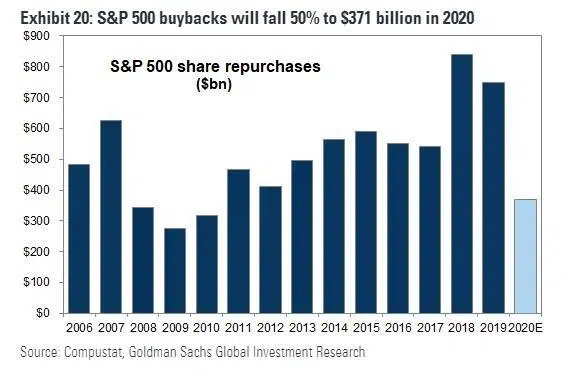 Exhibit 20: S&P 500 buybacks will fall 50% to $371 billion in 2020
$900
$800
$700
$600
$500
$400
$300
$200
$100
$0
S&P 500 share repurchases
($bn)
2006 2007 2008 2009 2010 2011 2012 2013 2014 2015 2016 2017 2018 2019 2020E
Source: Compustat, Goldman Sachs Global Investment Research